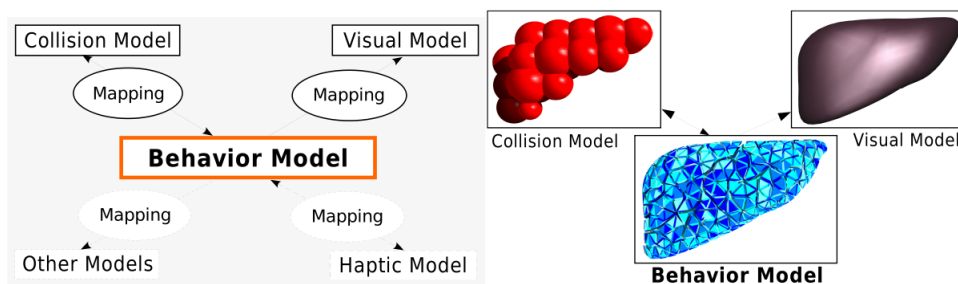 Collision Model
Visual Model
Mapping
Mapping
Behavior Model
Mapping
Mapping
Other Models
Haptic Model
Collision Model
Visual Model
Behavior Model